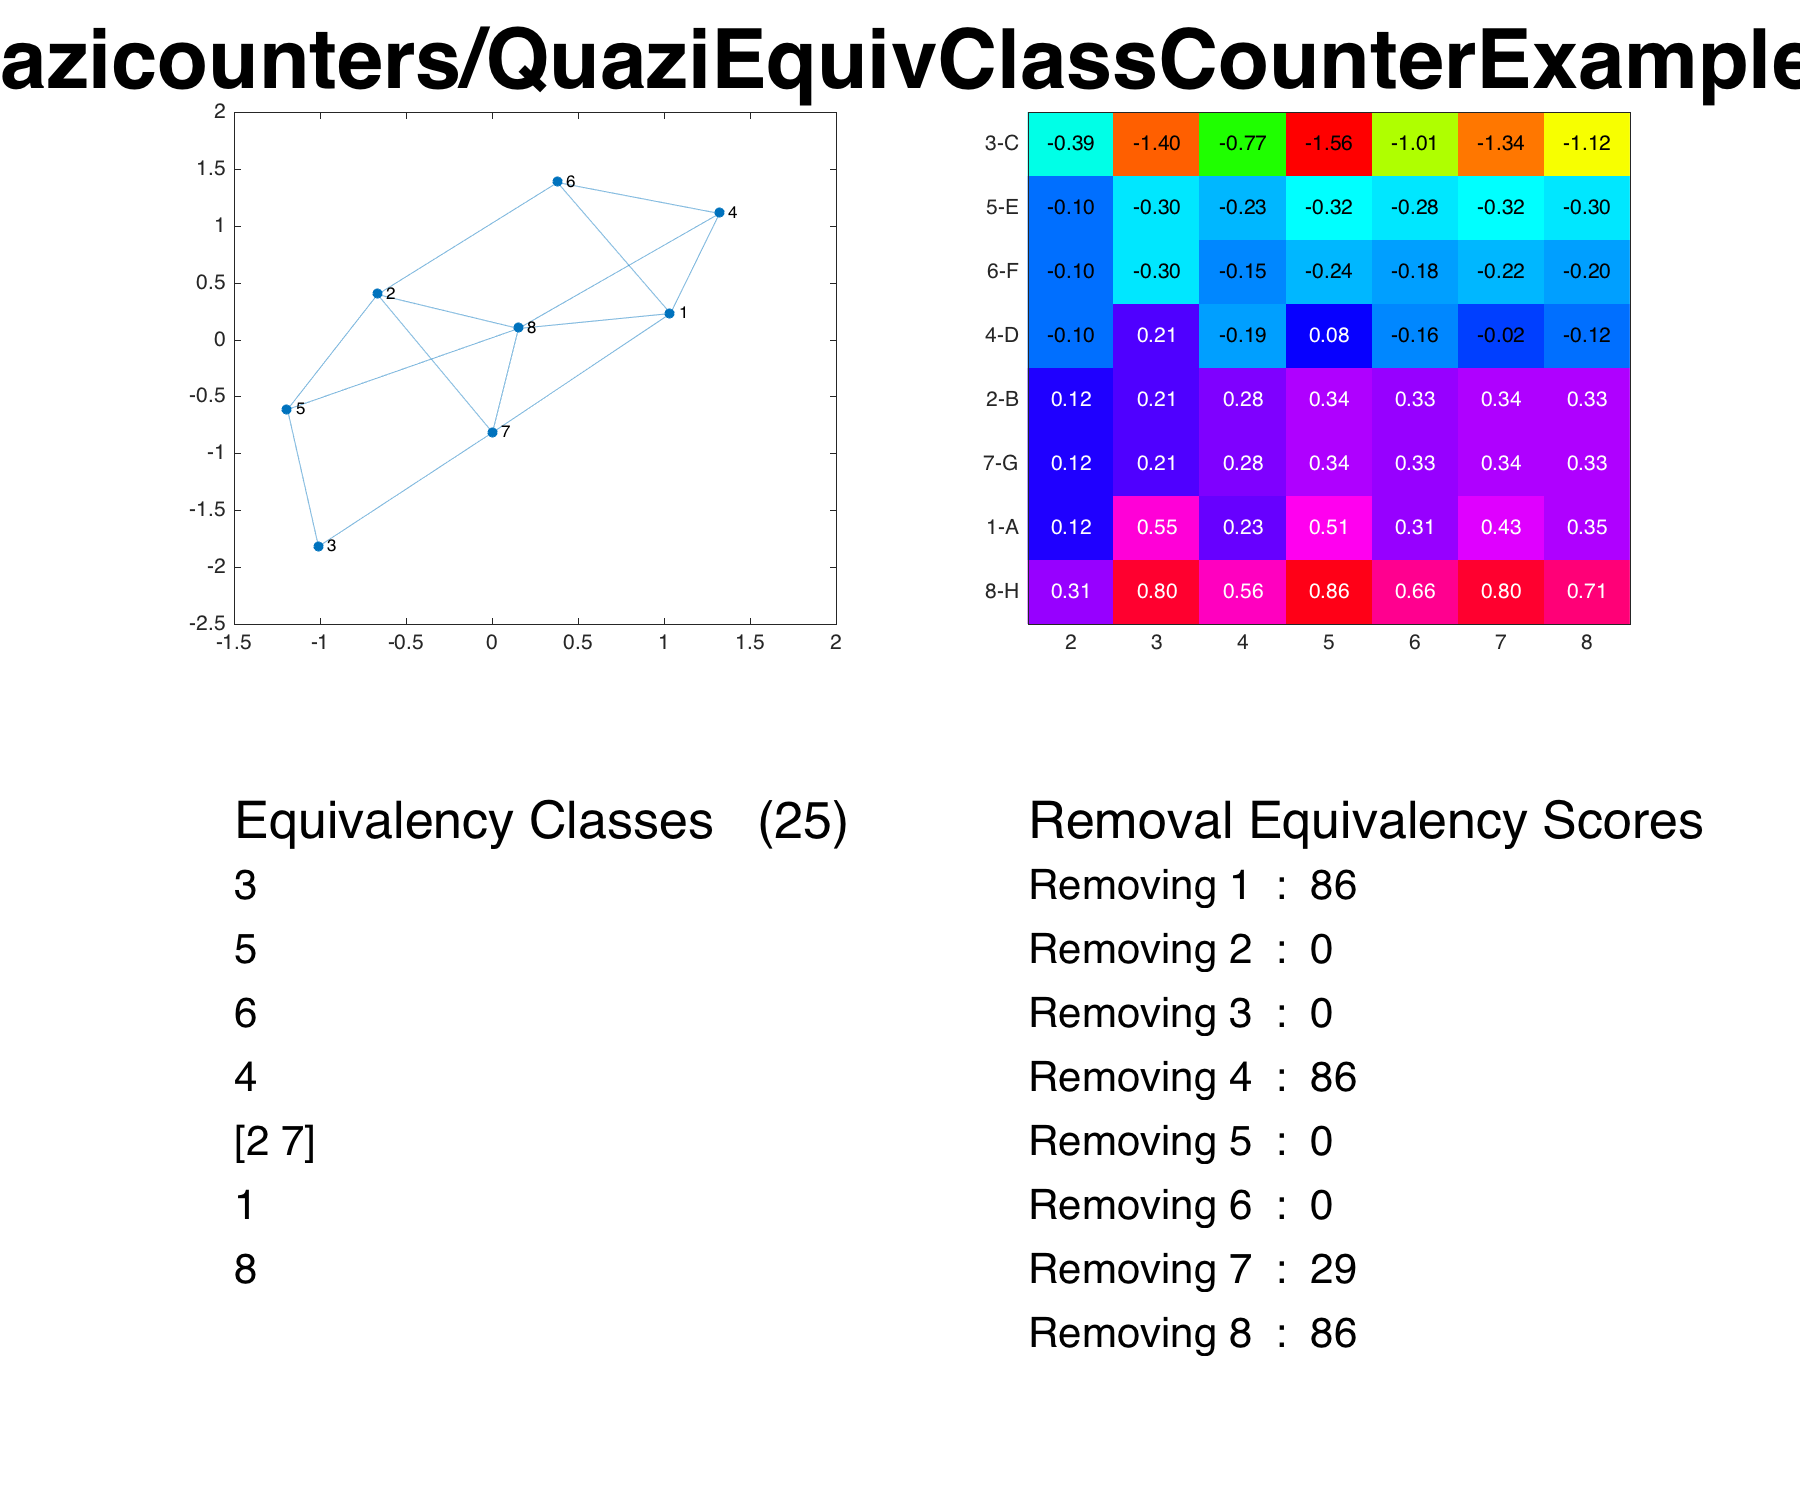 azicounters/QuaziEquivClassCounterExample
2
1.5
1
0.5
0
-0.5
-1
-1.5
-2
-2.5
-1.5 -1 -0.5 0 0.5 1 1.5 2
6
4
2
8
1
5
7
3
3-C -0.39 -1.40 -0.77 -1.56 -1.01 -1.34 -1.12
5-E -0.10 -0.30 -0.23 -0.32 -0.28 -0.32 -0.30
6-F -0.10 -0.30 -0.15 -0.24 -0.18 -0.22 -0.20
4-D -0.10 0.21 -0.19 0.08 -0.16 -0.02 -0.12
2-B 0.12 0.21 0.28 0.34 0.33 0.34 0.33
7-G 0.12 0.21 0.28 0.34 0.33 0.34 0.33
1-A 0.12 0.55 0.23 0.51 0.31 0.43 0.35
8-H 0.31 0.80 0.56 0.86 0.66 0.80 0.71
2 3 4 5 6 7 8
Equivalency Classes (25)
3
5
6
4
[2 7]
1
8
Removal Equivalency Scores
Removing 1 : 86
Removing 2 : 0
Removing 3 : 0
Removing 4 : 86
Removing 5 : 0
Removing 6 : 0
Removing 7 : 29
Removing 8 : 86